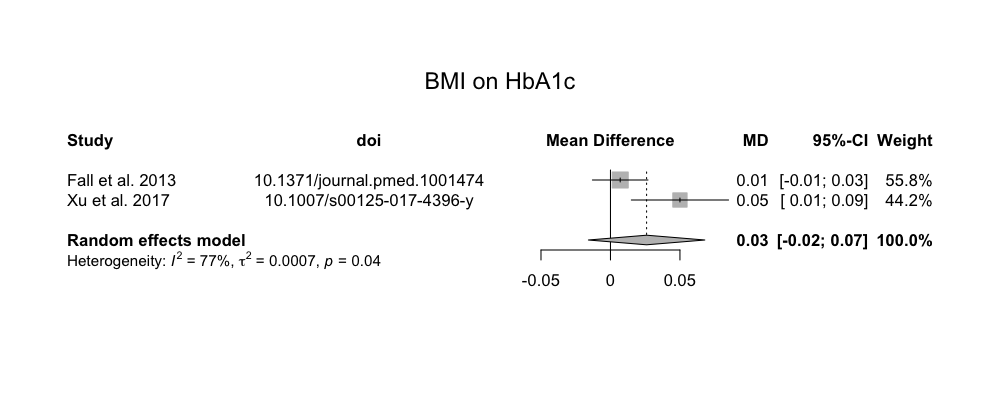 BMI on HbA1c
Study doi Mean Difference MD 95%-CI Weight
Fall et al. 2013 10.1371/journal.pmed.1001474 0.01 [-0.01; 0.03] 55.8%
Xu et al. 2017 10.1007/s00125-017-4396-y 0.05 [ 0.01; 0.09] 44.2%
Random effects model 0.03 [-0.02; 0.07] 100.0%
Heterogeneity: I² = 77%, τ² = 0.0007, p = 0.04
-0.05 0 0.05